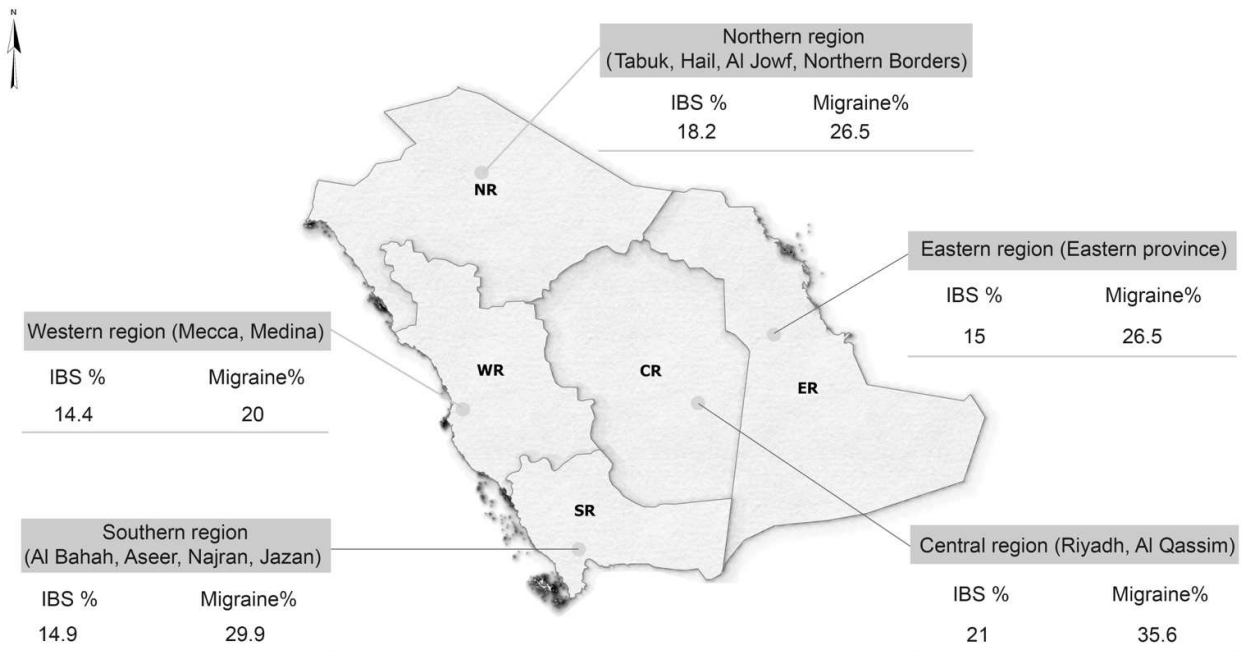 N
Northern region
(Tabuk, Hail, Al Jowf, Northern Borders)
IBS % Migraine%
18.2 26.5
NR
Eastern region (Eastern province)
IBS % Migraine%
15 26.5
Western region (Mecca, Medina)
IBS % Migraine%
14.4 20
WR
CR
ER
SR
Southern region
(Al Bahah, Aseer, Najran, Jazan)
IBS % Migraine%
14.9 29.9
Central region (Riyadh, Al Qassim)
IBS % Migraine%
21 35.6